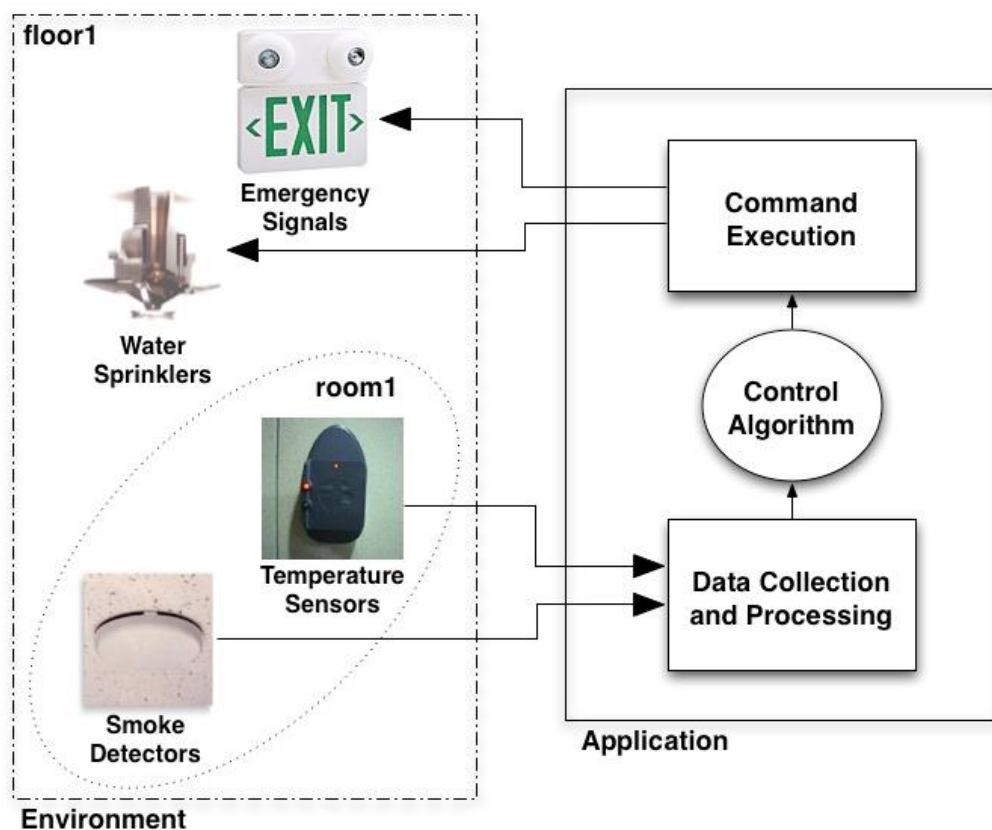 floor1
<EXIT>
Emergency
Signals
Water
Sprinklers
room1
Temperature
Sensors
Smoke
Detectors
Environment
Command
Execution
Control
Algorithm
Data Collection
and Processing
Application